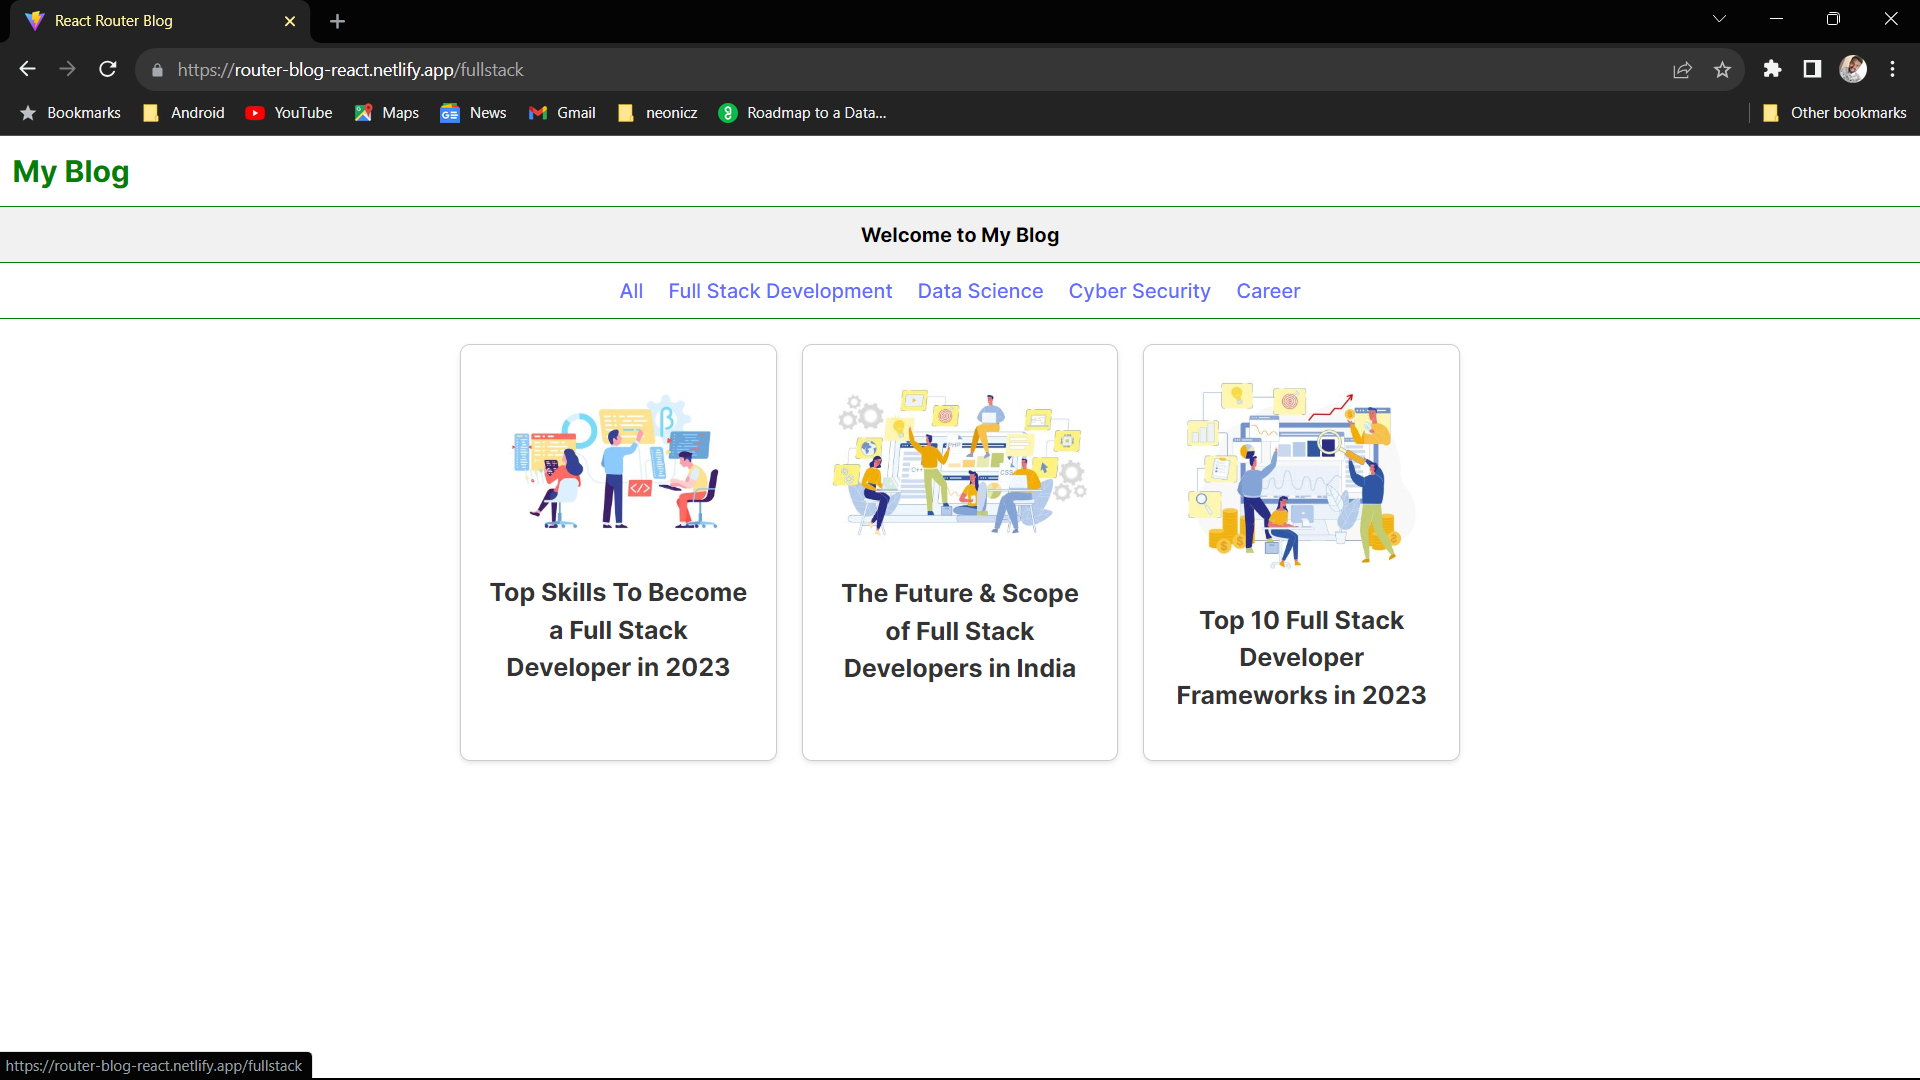 React Router Blog
https://router-blog-react.netlify.app/fullstack
Bookmarks Android YouTube Maps News Gmail neonicz Roadmap to a Data... Other bookmarks
My Blog
Welcome to My Blog
All Full Stack Development Data Science Cyber Security Career
Top Skills To Become
a Full Stack
Developer in 2023
The Future & Scope
of Full Stack
Developers in India
Top 10 Full Stack
Developer
Frameworks in 2023
https://router-blog-react.netlify.app/fullstack